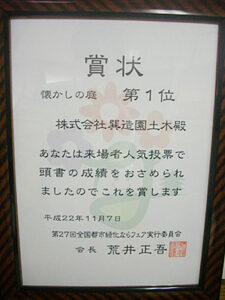 賞状
懐かしの庭 第1位
株式会社巽造園土木殿
あなたは来場者人気投票で
頭書の成績をおさめられ
ましたのでこれを賞します
平成22年11月7日
第27回全国都市緑化ならフェア実行委員会
会長 荒井正吾